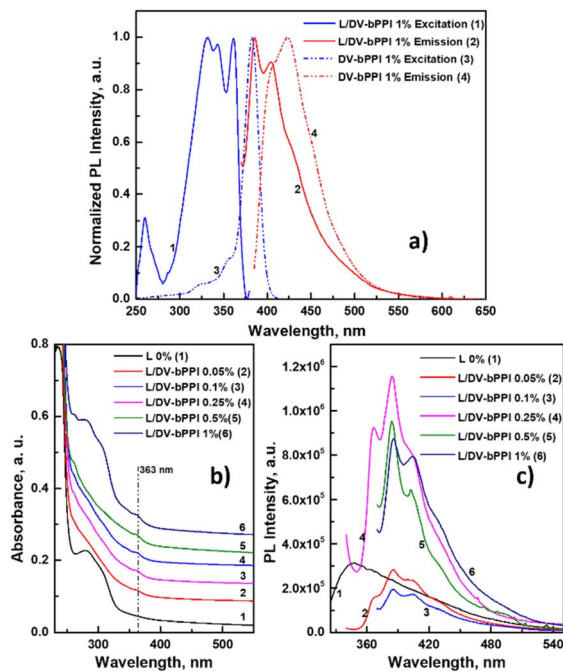 L/DV-bPPI 1% Excitation (1)
L/DV-bPPI 1% Emission (2)
DV-bPPI 1% Excitation (3)
DV-bPPI 1% Emission (4)
Normalized PL Intensity, a.u.
1.0
0.8
0.6
0.4
0.2
0.0
1
3
4
2
a)
250 300 350 400 450 500 550 600 650
Wavelength, nm
L 0% (1)
L/DV-bPPI 0.05% (2)
L/DV-bPPI 0.1% (3)
L/DV-bPPI 0.25% (4)
L/DV-bPPI 0.5%(5)
L/DV-bPPI 1%(6)
b)
363 nm
Absorbance, a. u.
0.8
0.6
0.4
0.2
0.0
6
5
4
3
2
1
300 400 500
Wavelength, nm
L 0% (1)
L/DV-bPPI 0.05% (2)
L/DV-bPPI 0.1% (3)
L/DV-bPPI 0.25% (4)
L/DV-bPPI 0.5% (5)
L/DV-bPPI 1% (6)
c)
PL Intensity, a.u.
1.2x10⁶
1.0x10⁶
8.0x10⁵
6.0x10⁵
4.0x10⁵
2.0x10⁵
0.0
4
5
6
1
2
3
360 400 440 480 520
Wavelength, nm